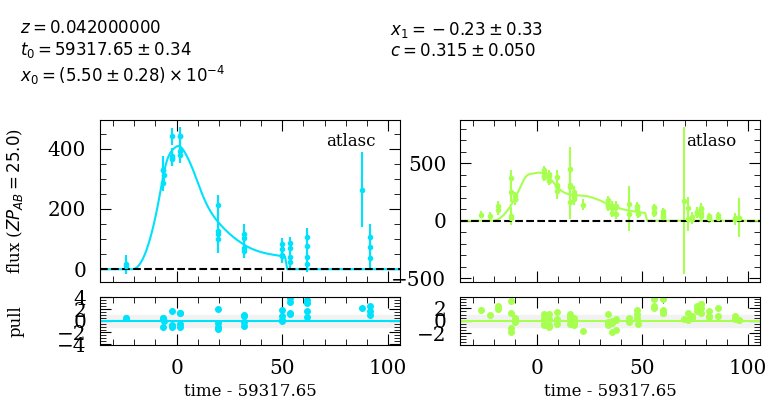 z = 0.042000000
t₀ = 59317.65 ± 0.34
x₀ = (5.50 ± 0.28) × 10⁻⁴
x₁ = −0.23 ± 0.33
c = 0.315 ± 0.050
flux (ZP_AB = 25.0)
400
200
0
atlasc
500
0
−500
atlaso
pull
4
2
0
−2
−4
0
50
100
time - 59317.65
2
0
−2
0
50
100
time - 59317.65